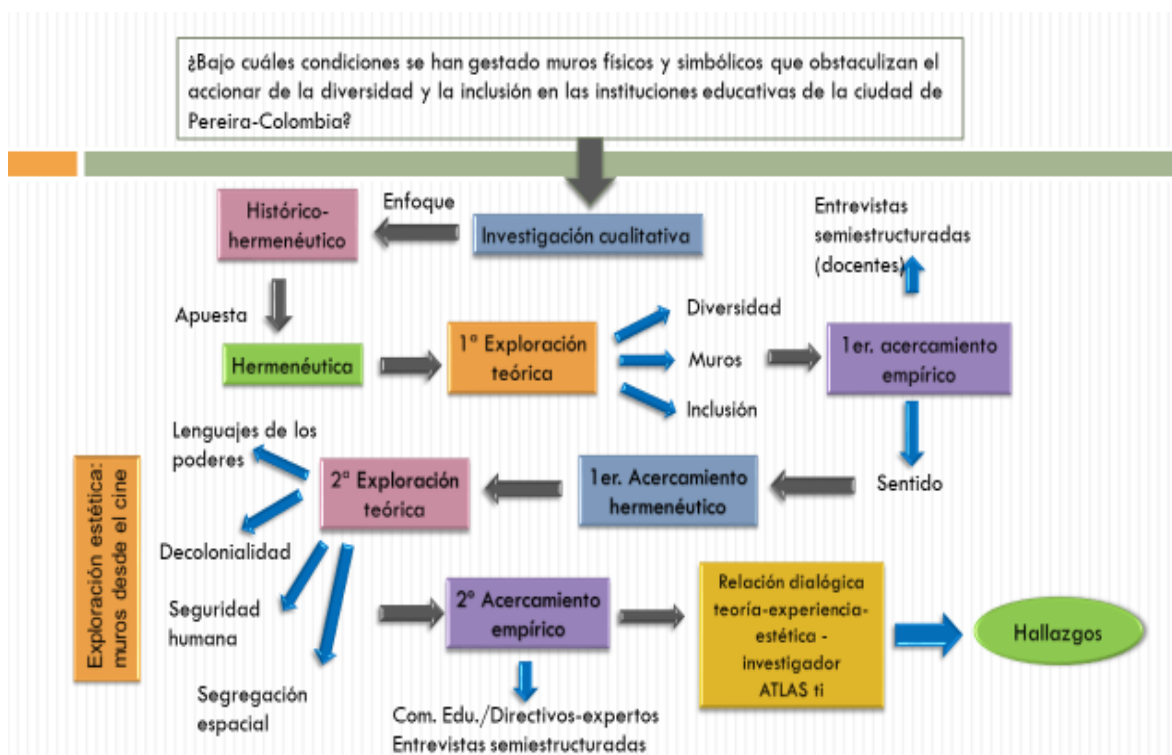 ¿Bajo cuáles condiciones se han gestado muros físicos y simbólicos que obstaculizan el
accionar de la diversidad y la inclusión en las instituciones educativas de la ciudad de
Pereira-Colombia?
Histórico-
hermenéutico
Enfoque
Investigación cualitativa
Entrevistas
semiestructuradas
(docentes)
Apuesta
Hermenéutica
1ª Exploración
teórica
Diversidad
Muros
Inclusión
1er. acercamiento
empírico
Sentido
1er. Acercamiento
hermenéutico
2ª Exploración
teórica
Lenguajes de los
poderes
Decolonialidad
Seguridad
humana
Segregación
espacial
Exploración estética:
muros desde el cine
2º Acercamiento
empírico
Com. Edu./Directivos-expertos
Entrevistas semiestructuradas
Relación dialógica
teoría-experiencia-
estética -
investigador
ATLAS ti
Hallazgos